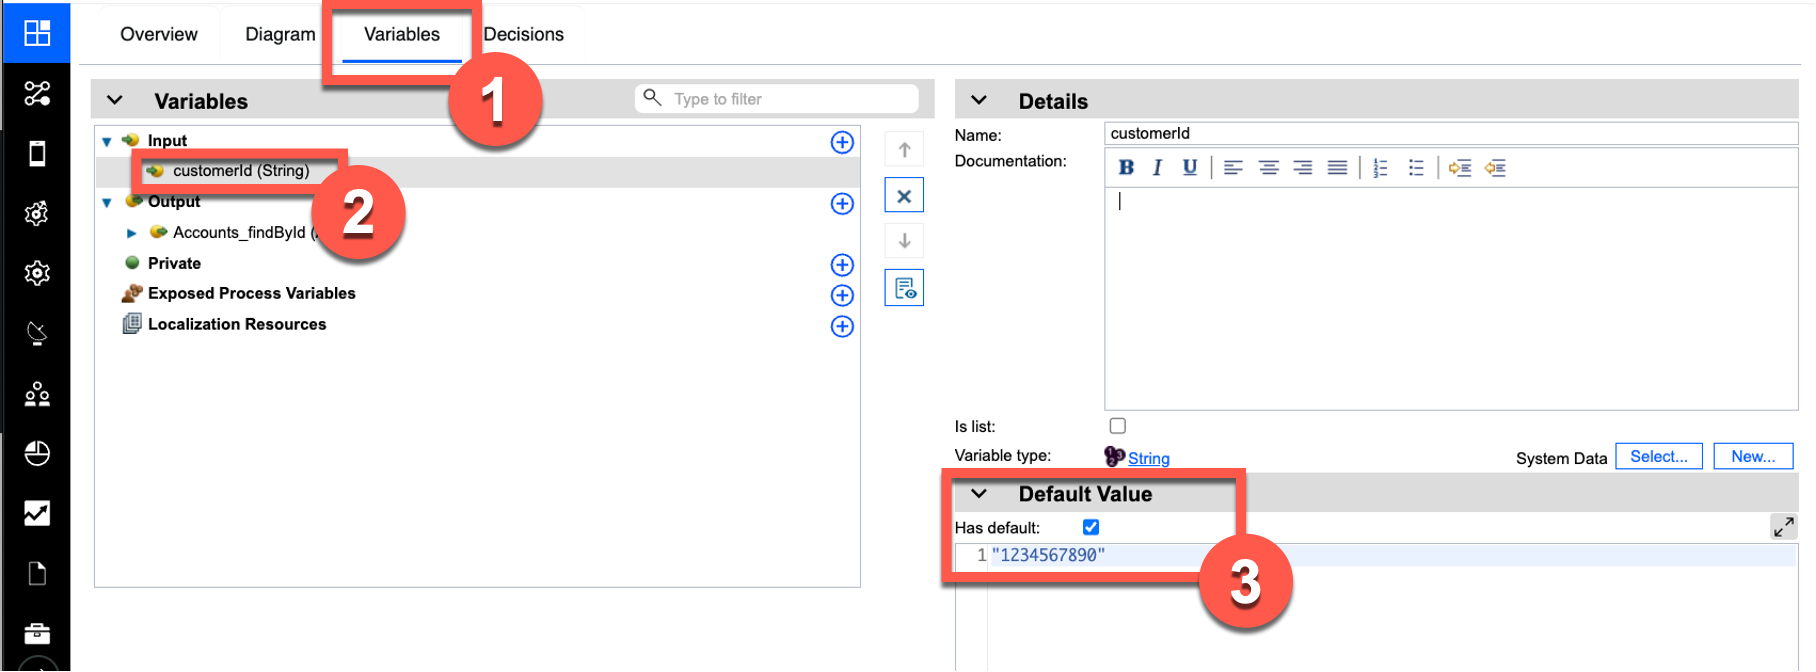 Overview Diagram Variables Decisions
1
Variables
Type to filter
Input
customerId (String)
2
Output
Accounts_findById (
Private
Exposed Process Variables
Localization Resources
Details
Name: customerId
Documentation:
B I U
Is list:
Variable type: String System Data Select... New...
Default Value
Has default:
1 "1234567890"
3